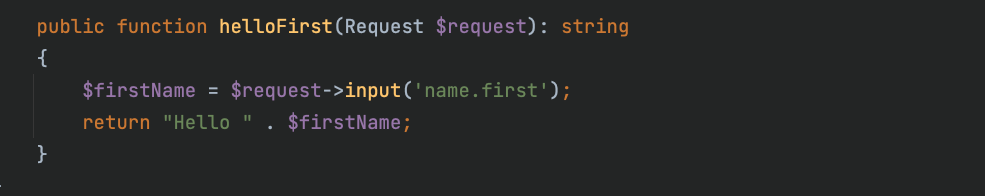 public function helloFirst(Request $request): string
{
    $firstName = $request->input('name.first');
    return "Hello " . $firstName;
}